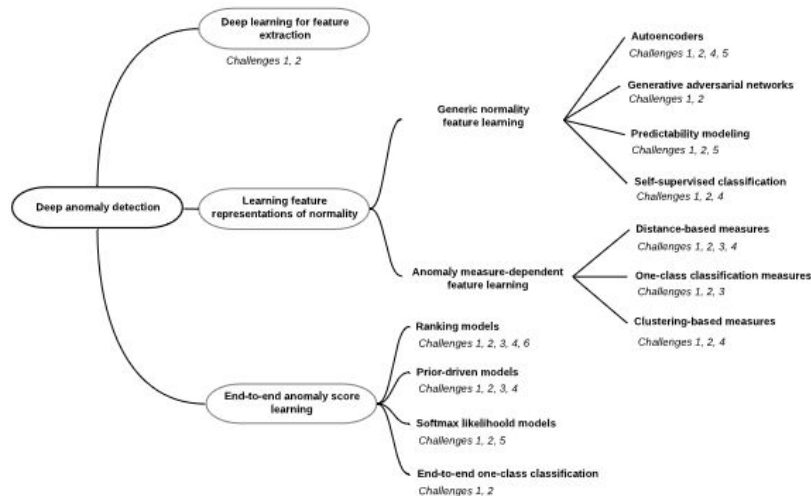 Deep learning for feature
extraction
Challenges 1, 2
Deep anomaly detection
Learning feature
representations of normality
Generic normality
feature learning
Autoencoders
Challenges 1, 2, 4, 5
Generative adversarial networks
Challenges 1, 2
Predictability modeling
Challenges 1, 2, 5
Self-supervised classification
Challenges 1, 2, 4
Anomaly measure-dependent
feature learning
Distance-based measures
Challenges 1, 2, 3, 4
One-class classification measures
Challenges 1, 2, 3
Clustering-based measures
Challenges 1, 2, 4
End-to-end anomaly score
learning
Ranking models
Challenges 1, 2, 3, 4, 6
Prior-driven models
Challenges 1, 2, 3, 4
Softmax likelihoold models
Challenges 1, 2, 5
End-to-end one-class classification
Challenges 1, 2